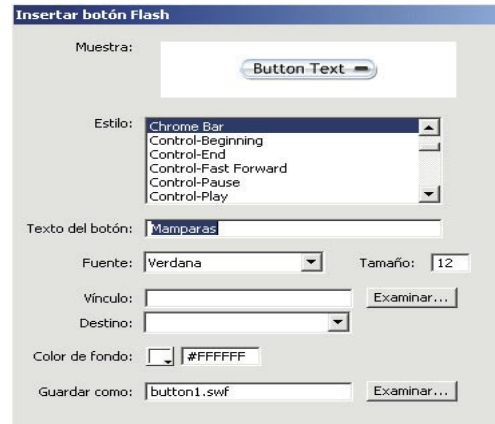 Insertar botón Flash
Muestra:
Button Text
Estilo:
Chrome Bar
Control-Beginning
Control-End
Control-Fast Forward
Control-Pause
Control-Play
Texto del botón: Mamparas
Fuente: Verdana Tamaño: 12
Vínculo: Examinar...
Destino:
Color de fondo: #FFFFFF
Guardar como: button1.swf Examinar...